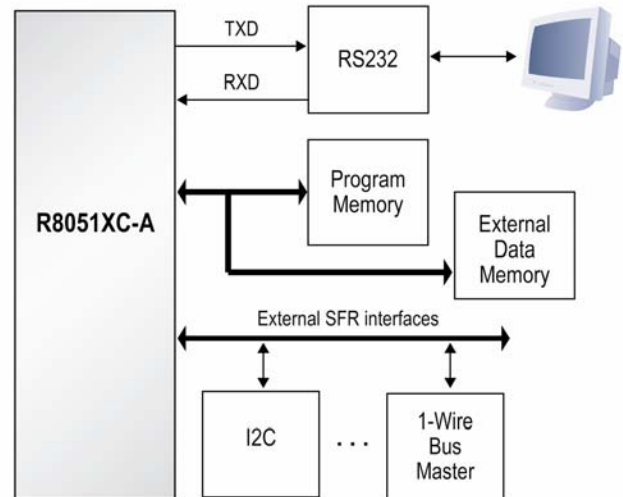 TXD
RXD
RS232
R8051XC-A
Program
Memory
External
Data
Memory
External SFR interfaces
I2C
. . .
1-Wire
Bus
Master